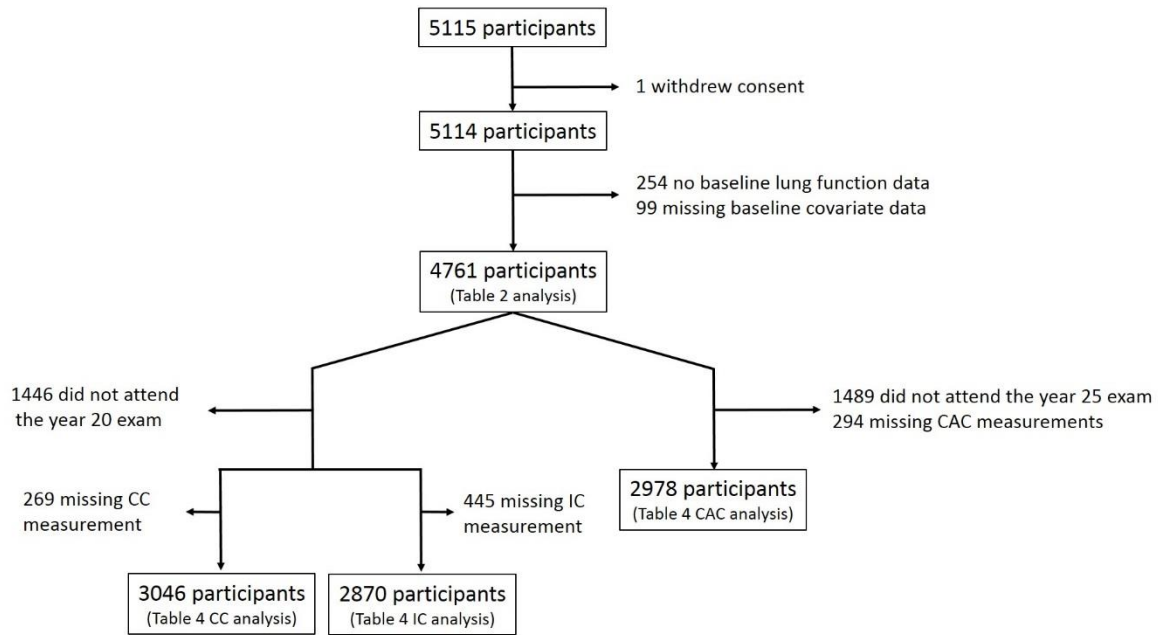 5115 participants
1 withdrew consent
5114 participants
254 no baseline lung function data
99 missing baseline covariate data
4761 participants
(Table 2 analysis)
1446 did not attend
the year 20 exam
1489 did not attend the year 25 exam
294 missing CAC measurements
269 missing CC
measurement
445 missing IC
measurement
2978 participants
(Table 4 CAC analysis)
3046 participants
(Table 4 CC analysis)
2870 participants
(Table 4 IC analysis)